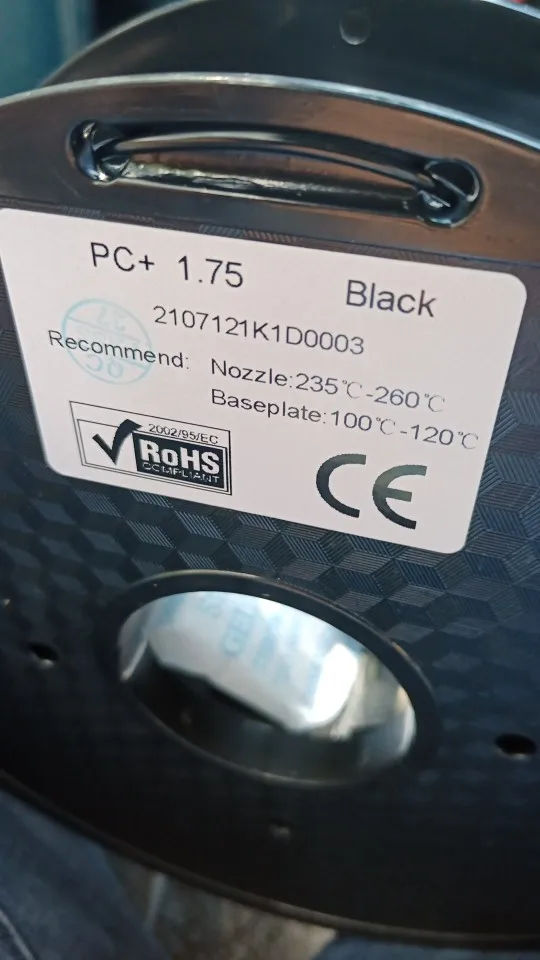 PC+ 1.75 Black
2107121K1D0003
Recommend: Nozzle:235℃-260℃
Baseplate:100℃-120℃
2002/95/EC
RoHS
COMPLIANT
CE